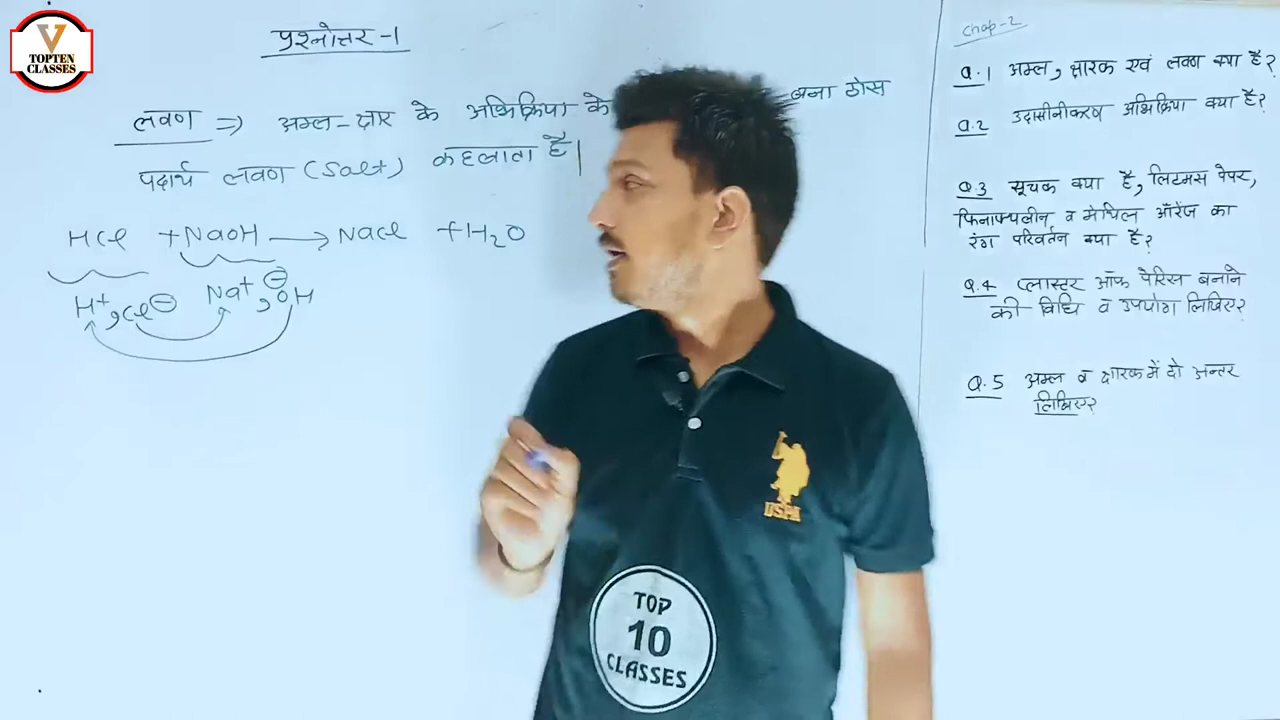 V
TOPTEN
CLASSES
प्रश्नोत्तर -1
लवण => अम्ल-क्षार के अभिक्रिया के बना ठोस
पदार्थ लवण (Salt) कहलाता है|
HCl + NaOH → NaCl + H₂O
H⁺, Cl⊖ Na⁺, ⊖OH
Chap-2
Q.1 अम्ल, क्षारक एवं लवण क्या है?
Q.2 उदासीनीकरण अभिक्रिया क्या है?
Q.3 सूचक क्या है, लिटमस पेपर,
फिनाफ्थलीन व मेथिल ऑरेंज का
रंग परिवर्तन क्या है?
Q.4 प्लास्टर ऑफ पेरिस बनाने
की विधि व उपयोग लिखिए?
Q.5 अम्ल व क्षारक में दो अन्तर
लिखिए?
USPA
TOP
10
CLASSES